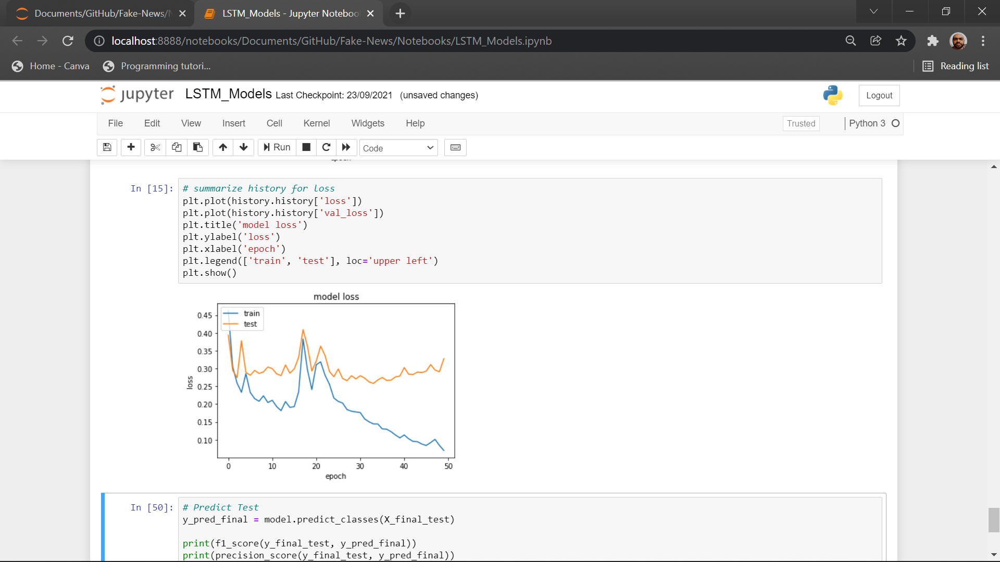 Documents/GitHub/Fake-News/
LSTM_Models - Jupyter Noteboo
localhost:8888/notebooks/Documents/GitHub/Fake-News/Notebooks/LSTM_Models.ipynb
Home - Canva
Programming tutori...
Reading list
jupyter LSTM_Models Last Checkpoint: 23/09/2021 (unsaved changes)
Logout
File Edit View Insert Cell Kernel Widgets Help
Trusted
Python 3
Run
Code
In [15]:
# summarize history for loss
plt.plot(history.history['loss'])
plt.plot(history.history['val_loss'])
plt.title('model loss')
plt.ylabel('loss')
plt.xlabel('epoch')
plt.legend(['train', 'test'], loc='upper left')
plt.show()
model loss
train
test
0.45
0.40
0.35
0.30
0.25
0.20
0.15
0.10
loss
0 10 20 30 40 50
epoch
In [50]:
# Predict Test
y_pred_final = model.predict_classes(X_final_test)
print(f1_score(y_final_test, y_pred_final))
print(precision_score(y_final_test, y_pred_final))